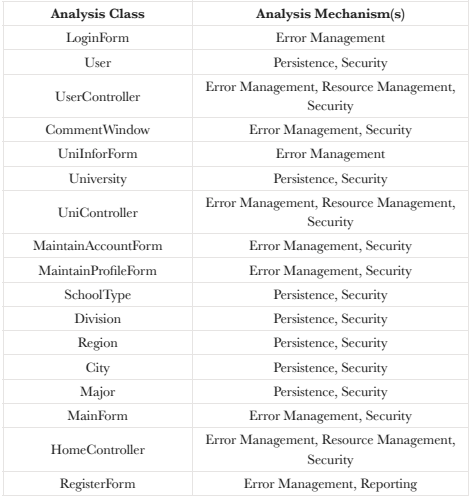 Analysis Class Analysis Mechanism(s)
LoginForm Error Management
User Persistence, Security
UserController Error Management, Resource Management,
Security
CommentWindow Error Management, Security
UniInforForm Error Management
University Persistence, Security
UniController Error Management, Resource Management,
Security
MaintainAccountForm Error Management, Security
MaintainProfileForm Error Management, Security
SchoolType Persistence, Security
Division Persistence, Security
Region Persistence, Security
City Persistence, Security
Major Persistence, Security
MainForm Error Management, Security
HomeController Error Management, Resource Management,
Security
RegisterForm Error Management, Reporting